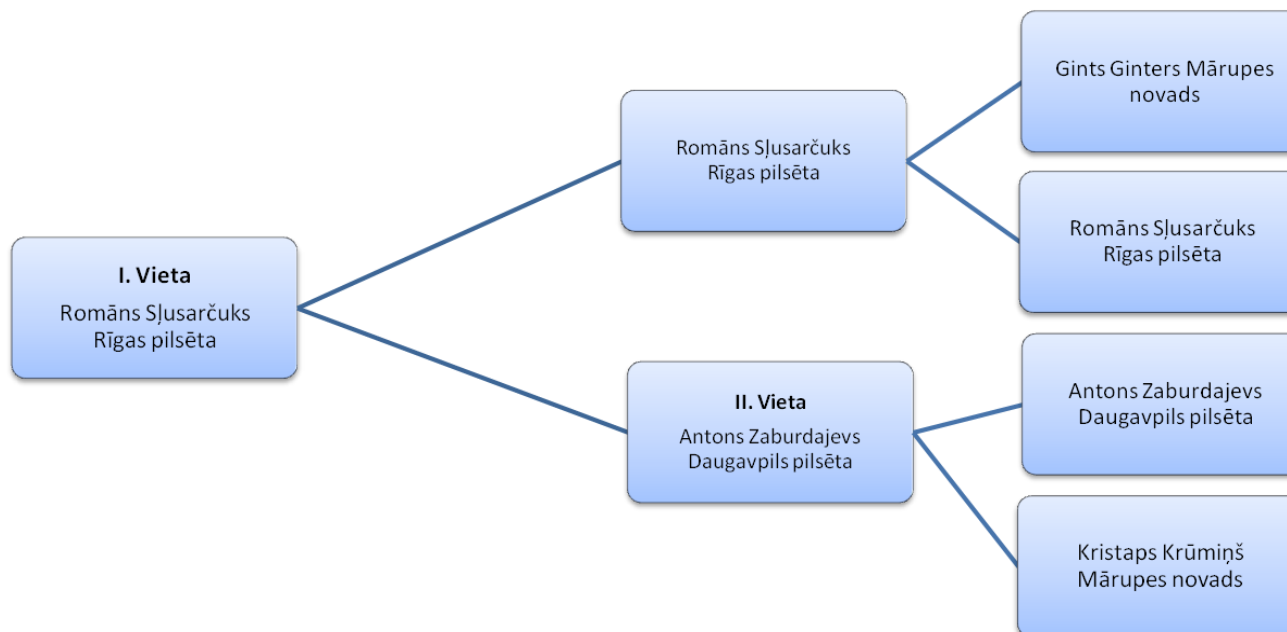 I. Vieta
Romāns Sļusarčuks
Rīgas pilsēta
Romāns Sļusarčuks
Rīgas pilsēta
II. Vieta
Antons Zaburdajevs
Daugavpils pilsēta
Gints Ginters Mārupes
novads
Romāns Sļusarčuks
Rīgas pilsēta
Antons Zaburdajevs
Daugavpils pilsēta
Kristaps Krūmiņš
Mārupes novads